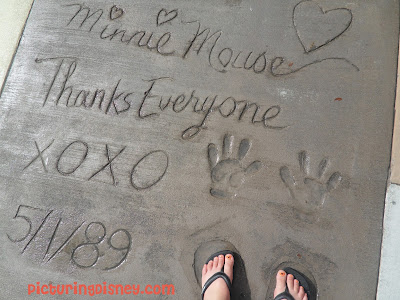 Minnie Mouse
Thanks Everyone
XOXO
5/1/89
picturingdisney.com